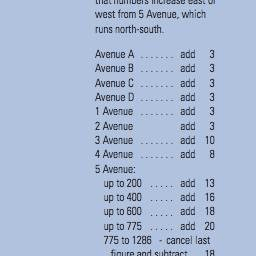 that numbers increase east or
west from 5 Avenue, which
runs north-south.
Avenue A ....... add 3
Avenue B ....... add 3
Avenue C ....... add 3
Avenue D ....... add 3
1 Avenue ....... add 3
2 Avenue add 3
3 Avenue ....... add 10
4 Avenue ....... add 8
5 Avenue:
up to 200 ..... add 13
up to 400 ..... add 16
up to 600 ..... add 18
up to 775 ..... add 20
775 to 1286 - cancel last
figure and subtract 18